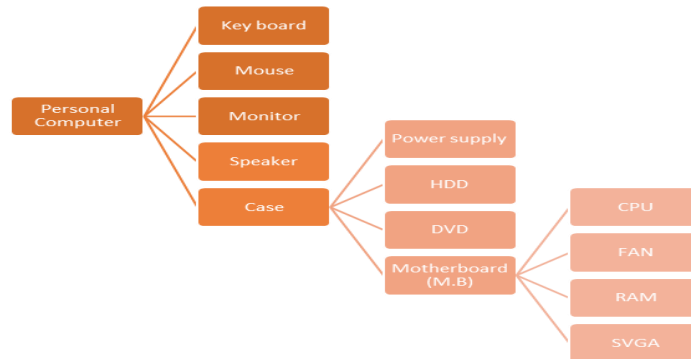 Key board
Mouse
Personal
Computer
Monitor
Speaker
Case
Power supply
HDD
DVD
Motherboard
(M.B)
CPU
FAN
RAM
SVGA